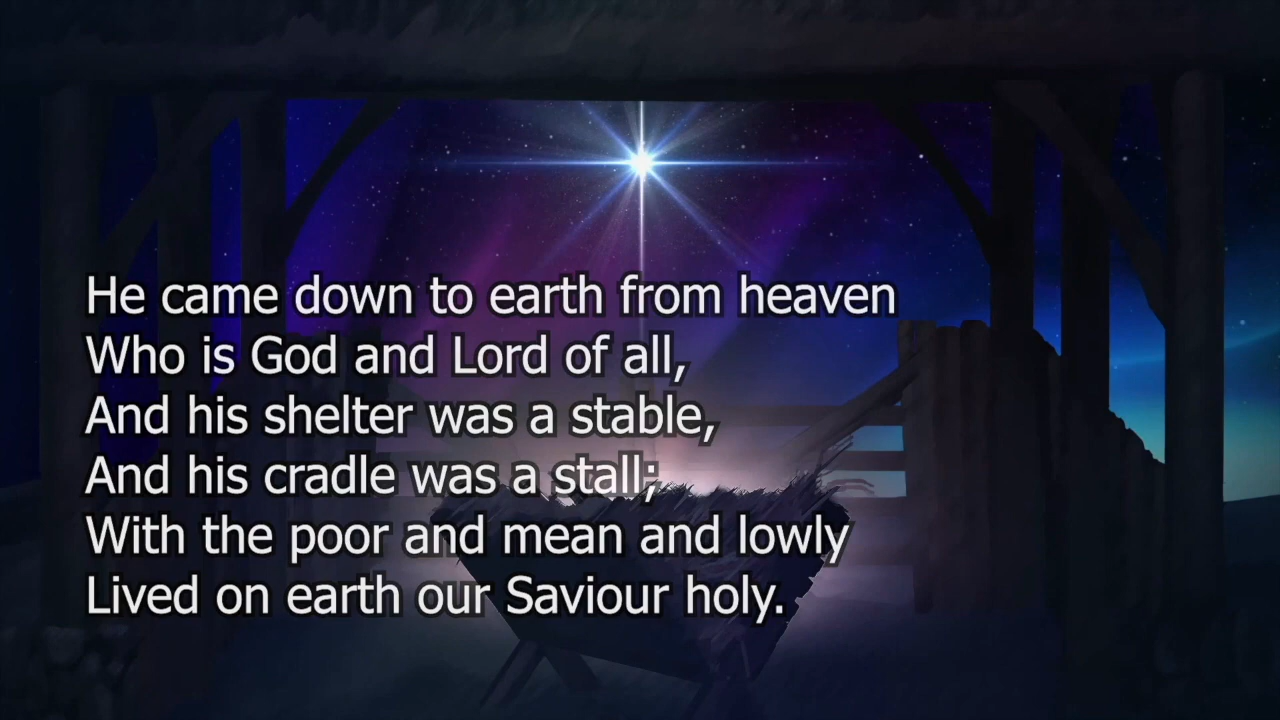 He came down to earth from heaven
Who is God and Lord of all,
And his shelter was a stable,
And his cradle was a stall;
With the poor and mean and lowly
Lived on earth our Saviour holy.